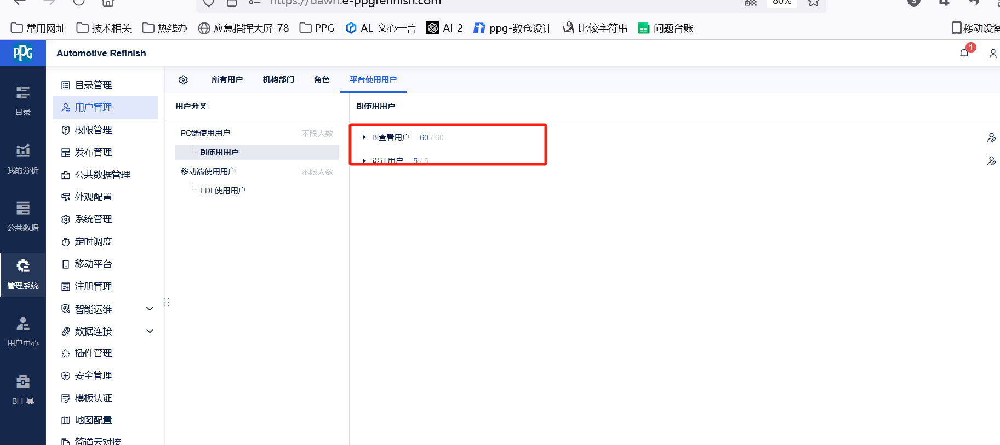 https://dawn.e-ppgrefinish.com
80%
常用网址 技术相关 热线办 应急指挥大屏_78 PPG AL_文心一言 AI_2 ppg-数仓设计 比较字符串 问题台账 移动设备
PPG Automotive Refinish 1
目录
我的分析
公共数据
管理系统
用户中心
BI工具
目录管理
用户管理
权限管理
发布管理
公共数据管理
外观配置
系统管理
定时调度
移动平台
注册管理
智能运维
数据连接
插件管理
安全管理
模板认证
地图配置
简道云对接
所有用户 机构部门 角色 平台使用用户
用户分类
PC端使用用户 不限人数
BI使用用户
移动端使用用户 不限人数
FDL使用用户
BI使用用户
BI查看用户 60 / 60
设计用户 5 / 5